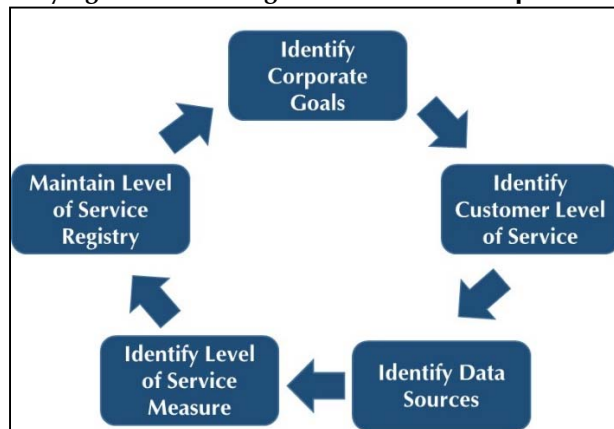 Identify
Corporate
Goals
Identify
Customer Level
of Service
Identify Data
Sources
Identify Level
of Service
Measure
Maintain Level
of Service
Registry